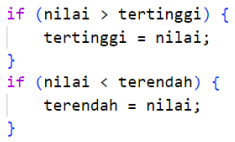 if (nilai > tertinggi) {
    tertinggi = nilai;
}
if (nilai < terendah) {
    terendah = nilai;
}